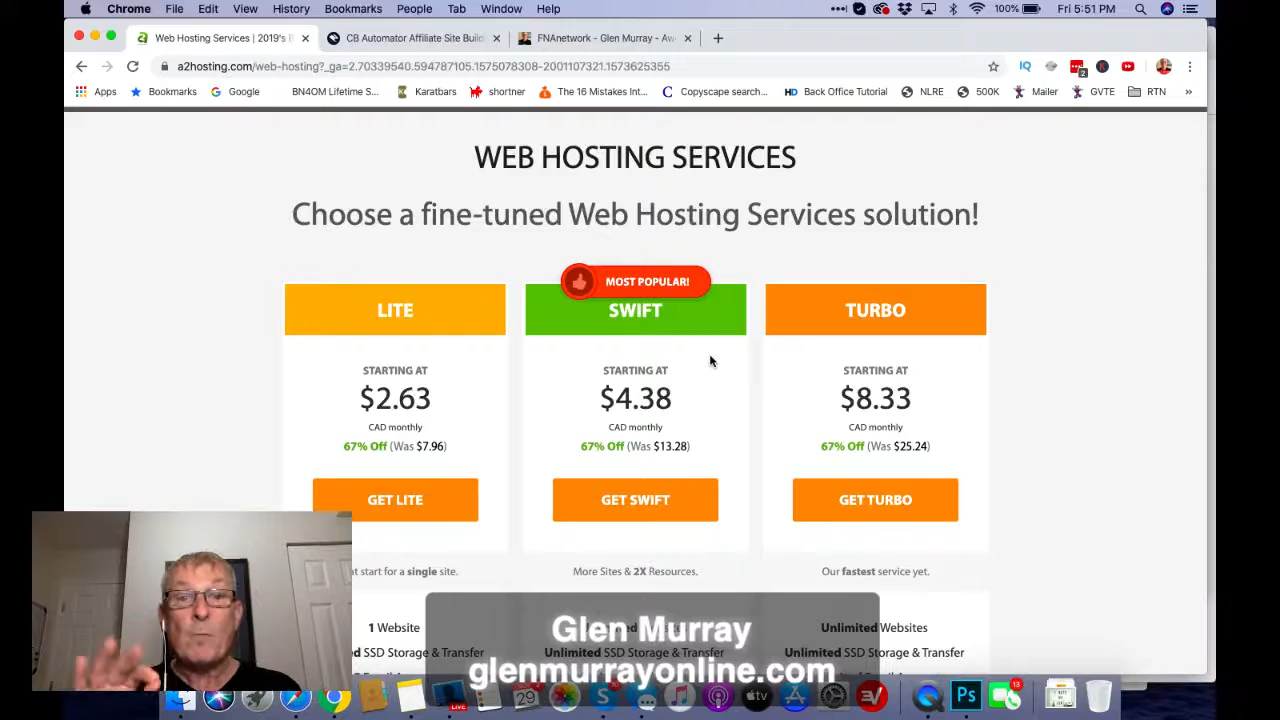 Chrome File Edit View History Bookmarks People Tab Window Help 100% Fri 5:51 PM
Web Hosting Services | 2019's B CB Automator Affiliate Site Build FNAnetwork - Glen Murray - Aw
a2hosting.com/web-hosting?_ga=2.70339540.594787105.1575078308-2001107321.1573625355
Apps Bookmarks Google BN4OM Lifetime S... Karatbars shortner The 16 Mistakes Int... Copyscape search... Back Office Tutorial NLRE 500K Mailer GVTE RTN »
WEB HOSTING SERVICES
Choose a fine-tuned Web Hosting Services solution!
MOST POPULAR!
LITE SWIFT TURBO
STARTING AT STARTING AT STARTING AT
$2.63 $4.38 $8.33
CAD monthly CAD monthly CAD monthly
67% Off (Was $7.96) 67% Off (Was $13.28) 67% Off (Was $25.24)
GET LITE GET SWIFT GET TURBO
t start for a single site. More Sites & 2X Resources. Our fastest service yet.
1 Website Unlimited Websites
d SSD Storage & Transfer Unlimited SSD Storage & Transfer Unlimited SSD Storage & Transfer
Glen Murray
glenmurrayonline.com